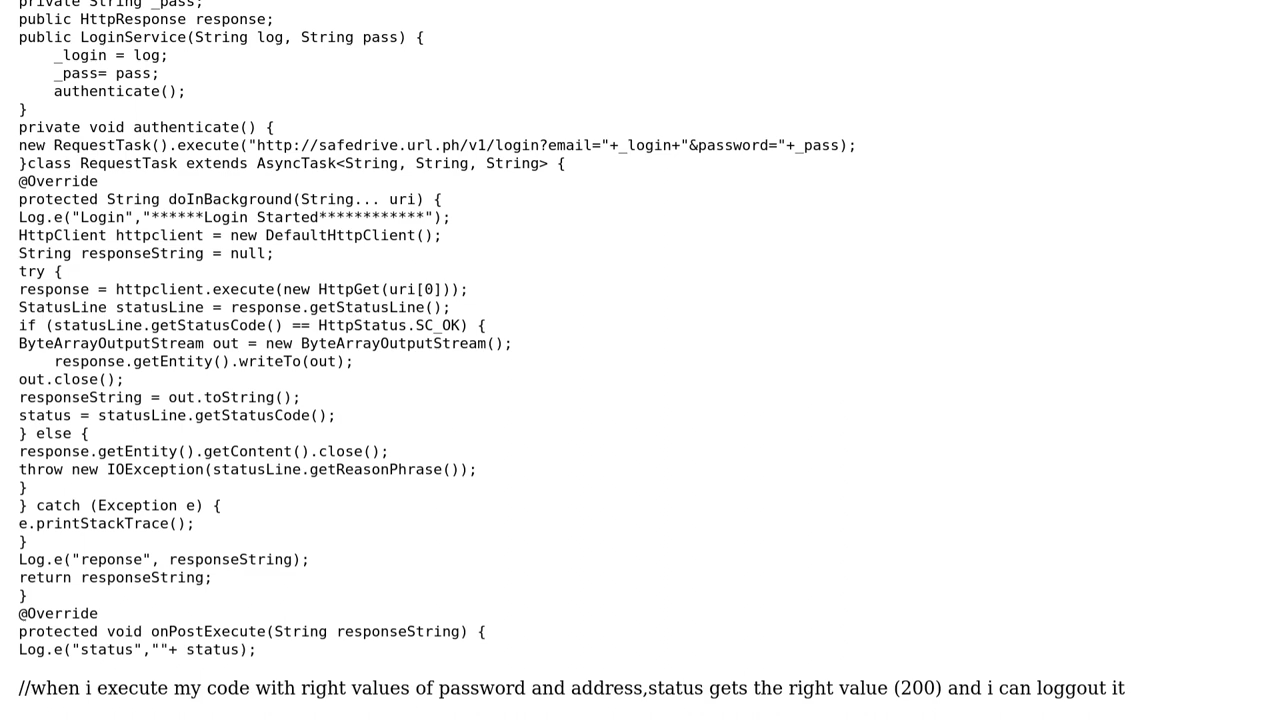 private String _pass;
public HttpResponse response;
public LoginService(String log, String pass) {
    _login = log;
    _pass= pass;
    authenticate();
}
private void authenticate() {
new RequestTask().execute("http://safedrive.url.ph/v1/login?email="+_login+"&password="+_pass);
}class RequestTask extends AsyncTask<String, String, String> {
@Override
protected String doInBackground(String... uri) {
Log.e("Login","******Login Started************");
HttpClient httpclient = new DefaultHttpClient();
String responseString = null;
try {
response = httpclient.execute(new HttpGet(uri[0]));
StatusLine statusLine = response.getStatusLine();
if (statusLine.getStatusCode() == HttpStatus.SC_OK) {
ByteArrayOutputStream out = new ByteArrayOutputStream();
    response.getEntity().writeTo(out);
out.close();
responseString = out.toString();
status = statusLine.getStatusCode();
} else {
response.getEntity().getContent().close();
throw new IOException(statusLine.getReasonPhrase());
}
} catch (Exception e) {
e.printStackTrace();
}
Log.e("reponse", responseString);
return responseString;
}
@Override
protected void onPostExecute(String responseString) {
Log.e("status",""+ status);
//when i execute my code with right values of password and address,status gets the right value (200) and i can loggout it